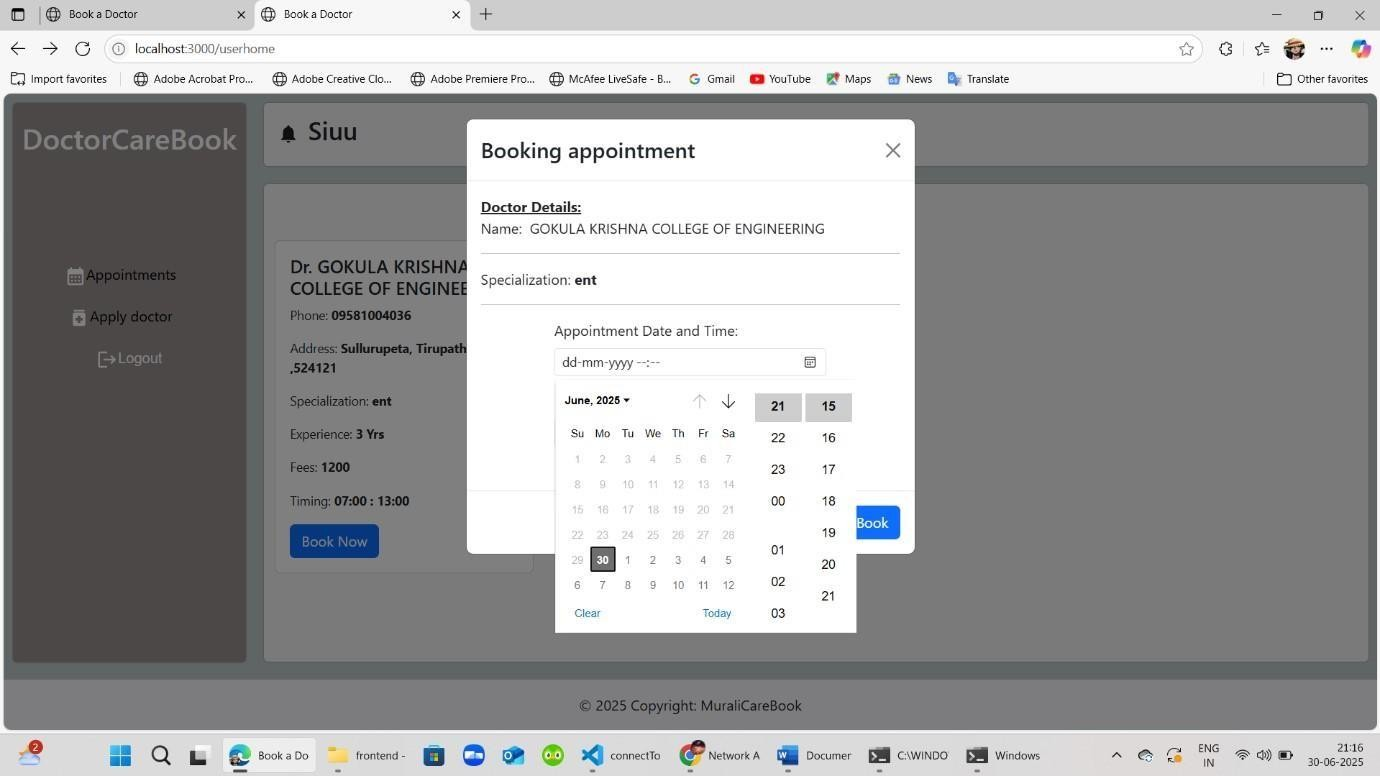 Book a Doctor
Book a Doctor
localhost:3000/userhome
Import favorites
Adobe Acrobat Pro...
Adobe Creative Clo...
Adobe Premiere Pro...
McAfee LiveSafe - B...
Gmail
YouTube
Maps
News
Translate
Other favorites
DoctorCareBook
Appointments
Apply doctor
Logout
Siuu
Dr. GOKULA KRISHNA
COLLEGE OF ENGINEE
Phone: 09581004036
Address: Sullurupeta, Tirupath
,524121
Specialization: ent
Experience: 3 Yrs
Fees: 1200
Timing: 07:00 : 13:00
Book Now
Booking appointment
Doctor Details:
Name: GOKULA KRISHNA COLLEGE OF ENGINEERING
Specialization: ent
Appointment Date and Time:
dd-mm-yyyy --:--
June, 2025
Su Mo Tu We Th Fr Sa
1 2 3 4 5 6 7
8 9 10 11 12 13 14
15 16 17 18 19 20 21
22 23 24 25 26 27 28
29 30 1 2 3 4 5
6 7 8 9 10 11 12
Clear Today
21 15
22 16
23 17
00 18
19
01
20
02
21
03
Book
© 2025 Copyright: MuraliCareBook
2
Book a Do
frontend -
connectTo
Network A
Documer
C:\WINDO
Windows
ENG
IN
21:16
30-06-2025